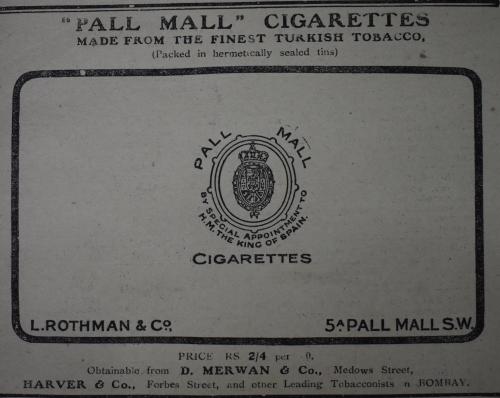 "PALL MALL" CIGARETTES
MADE FROM THE FINEST TURKISH TOBACCO,
(Packed in hermetically sealed tins)
PALL MALL
BY SPECIAL APPOINTMENT TO
H.M. THE KING OF SPAIN.
CIGARETTES
L. ROTHMAN & Co. 5A PALL MALL S.W.
PRICE RS 2/4 per 0.
Obtainable from D. MERWAN & Co., Medows Street,
HARVER & Co., Forbes Street, and other Leading Tobacconists n BOMBAY.